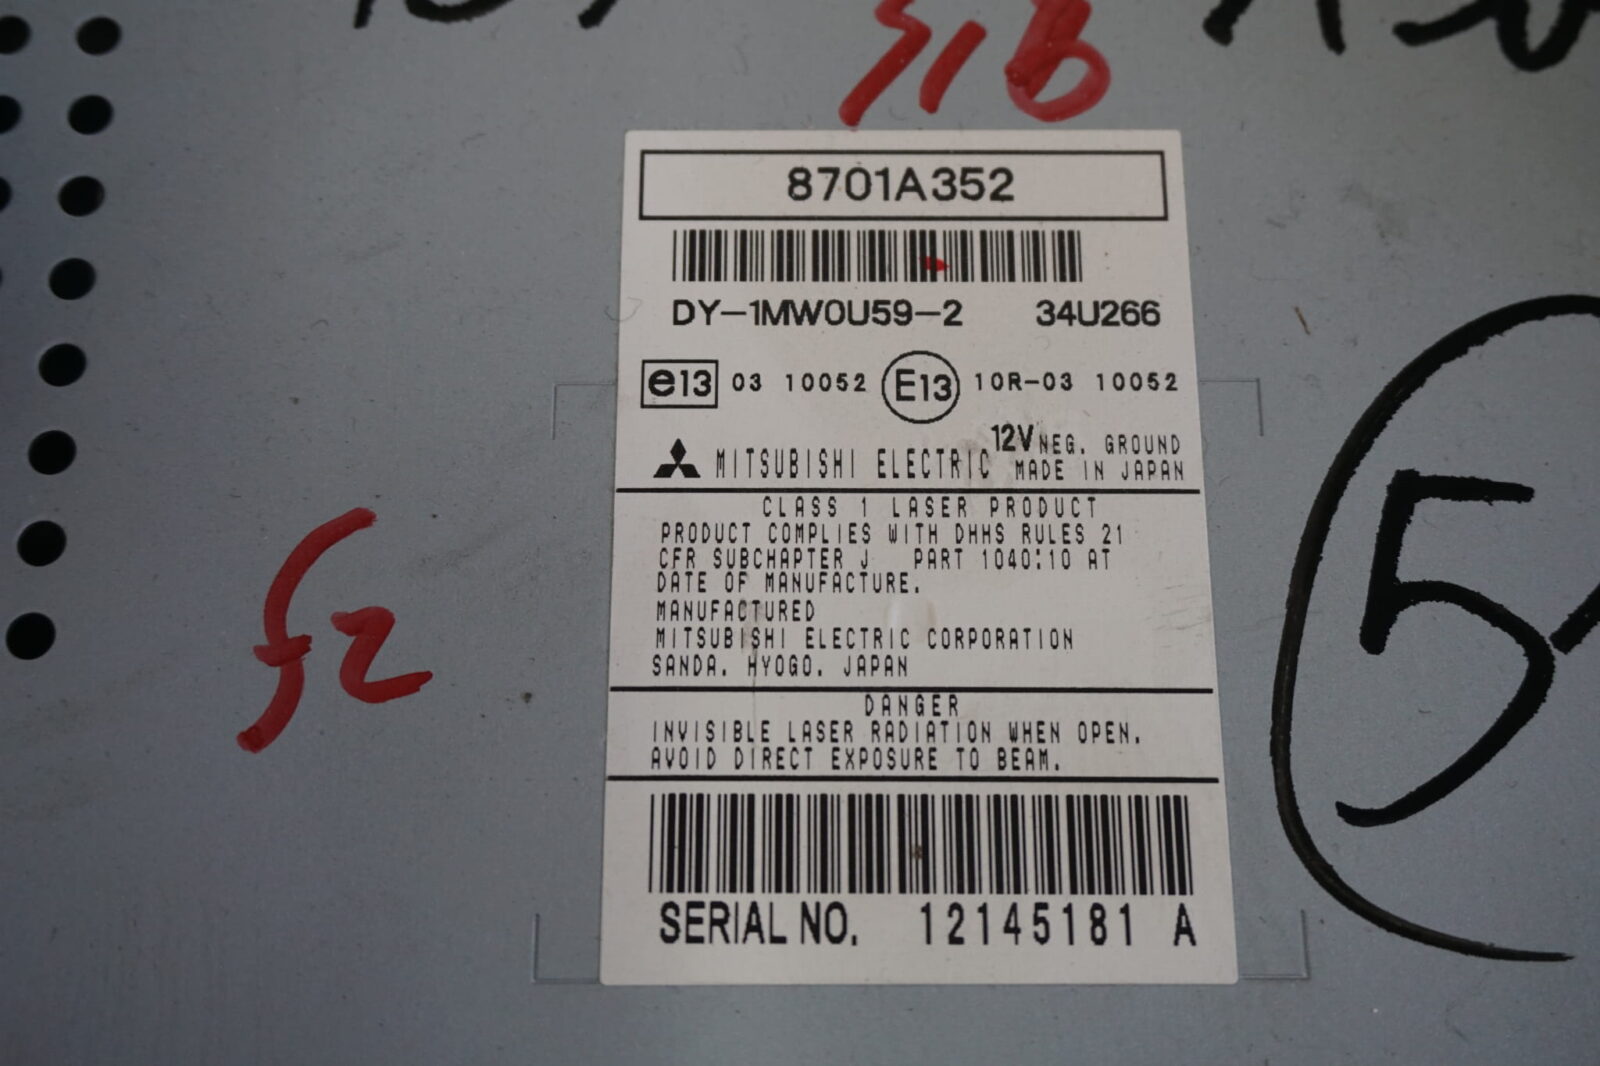 8701A352
DY-1MW0U59-2 34U266
e13 03 10052 E13 10R-03 10052
12V NEG. GROUND
MITSUBISHI ELECTRIC MADE IN JAPAN
CLASS 1 LASER PRODUCT
PRODUCT COMPLIES WITH DHHS RULES 21
CFR SUBCHAPTER J PART 1040:10 AT
DATE OF MANUFACTURE.
MANUFACTURED
MITSUBISHI ELECTRIC CORPORATION
SANDA. HYOGO. JAPAN
DANGER
INVISIBLE LASER RADIATION WHEN OPEN.
AVOID DIRECT EXPOSURE TO BEAM.
SERIAL NO. 12145181 A
5